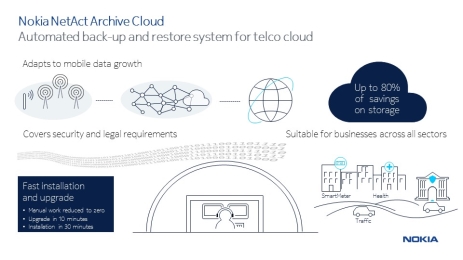 Nokia NetAct Archive Cloud
Automated back-up and restore system for telco cloud
Adapts to mobile data growth
Up to 80%
of savings
on storage
Covers security and legal requirements
Suitable for businesses across all sectors
Fast installation
and upgrade
• Manual work reduced to zero
• Upgrade in 10 minutes
• Installation in 30 minutes
SmartMeter
Health
Traffic
NOKIA